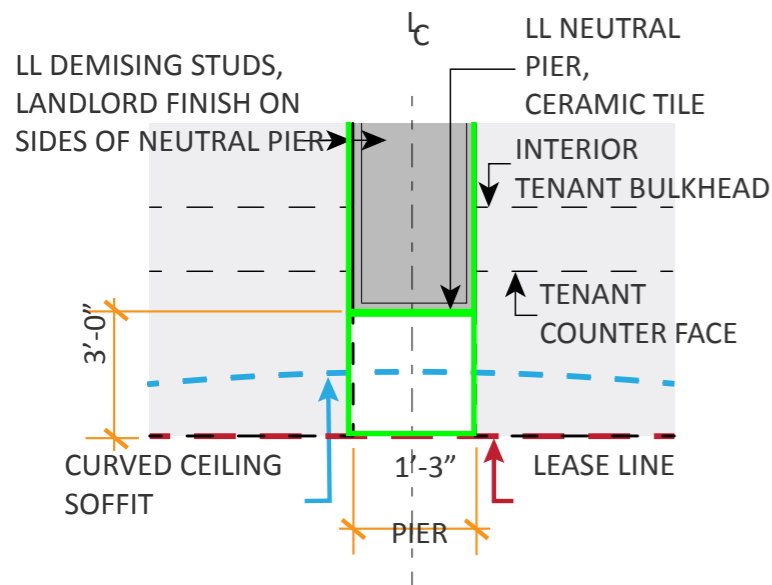 ℄
LL DEMISING STUDS,
LANDLORD FINISH ON
SIDES OF NEUTRAL PIER
LL NEUTRAL
PIER,
CERAMIC TILE
INTERIOR
TENANT BULKHEAD
TENANT
COUNTER FACE
3’-0”
CURVED CEILING
SOFFIT
1’-3”
PIER
LEASE LINE